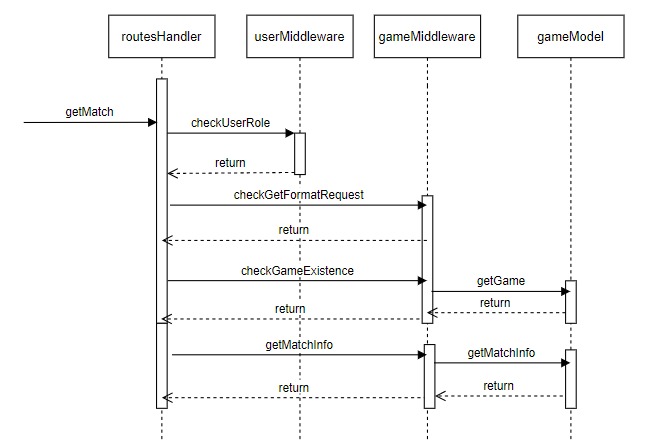 routesHandler
userMiddleware
gameMiddleware
gameModel
getMatch
checkUserRole
return
checkGetFormatRequest
return
checkGameExistence
getGame
return
return
getMatchInfo
getMatchInfo
return
return